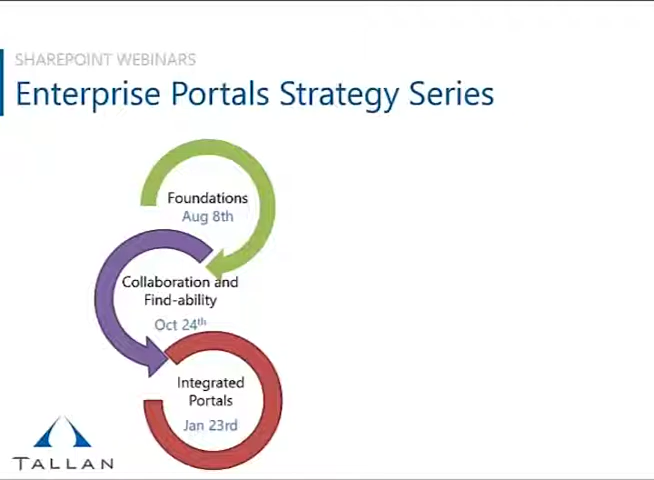 SHAREPOINT WEBINARS
Enterprise Portals Strategy Series
Foundations
Aug 8th
Collaboration and
Find-ability
Oct 24th
Integrated
Portals
Jan 23rd
TALLAN